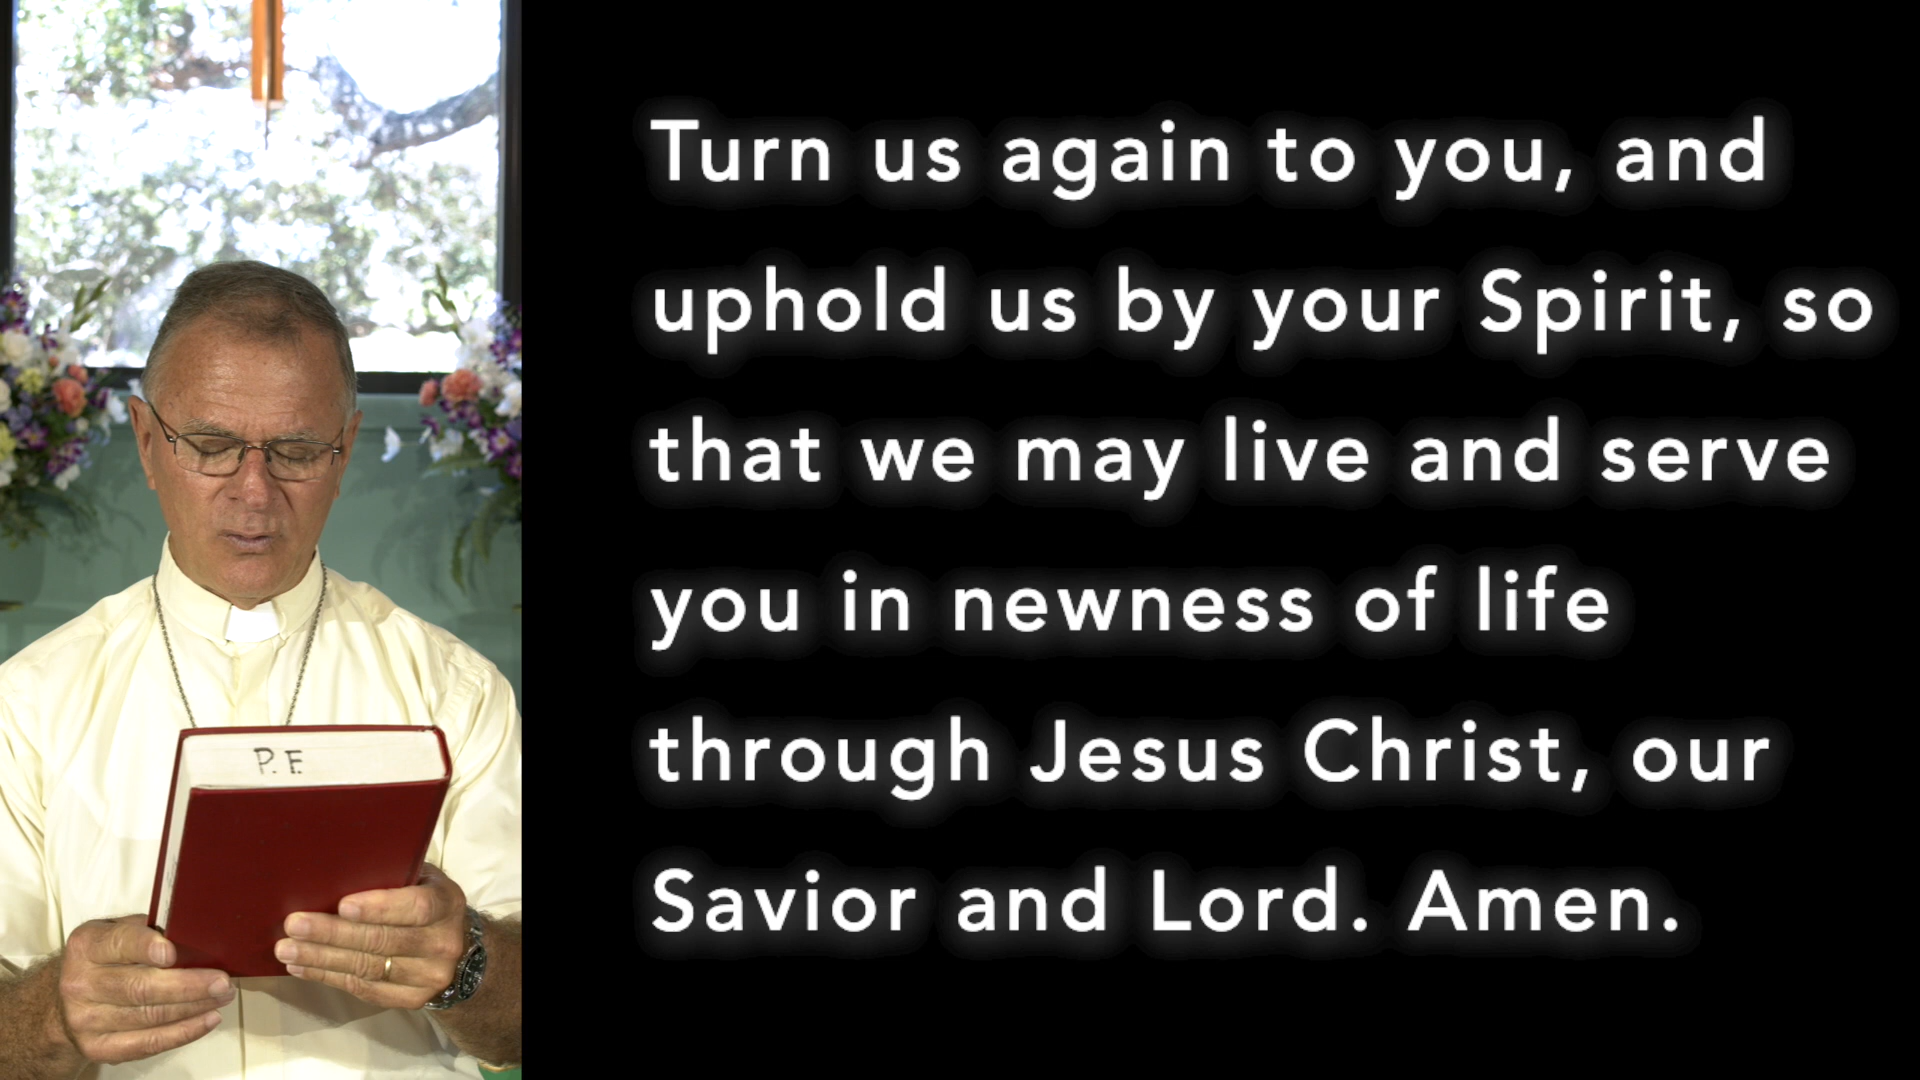 P.F.
Turn us again to you, and
uphold us by your Spirit, so
that we may live and serve
you in newness of life
through Jesus Christ, our
Savior and Lord. Amen.